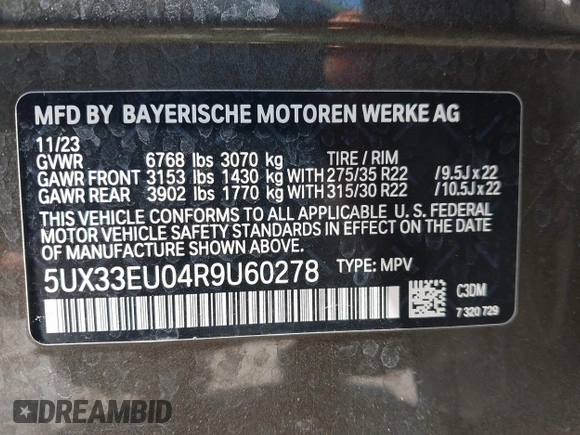 MFD BY BAYERISCHE MOTOREN WERKE AG
11/23
GVWR 6768 lbs 3070 kg TIRE / RIM
GAWR FRONT 3153 lbs 1430 kg WITH 275/35 R22 /9.5J x 22
GAWR REAR 3902 lbs 1770 kg WITH 315/30 R22 /10.5J x 22
THIS VEHICLE CONFORMS TO ALL APPLICABLE U. S. FEDERAL
MOTOR VEHICLE SAFETY STANDARDS IN EFFECT ON THE DATE
OF MANUFACTURE SHOWN ABOVE.
5UX33EU04R9U60278 TYPE: MPV
C3DM
7 320 729
DREAMBID